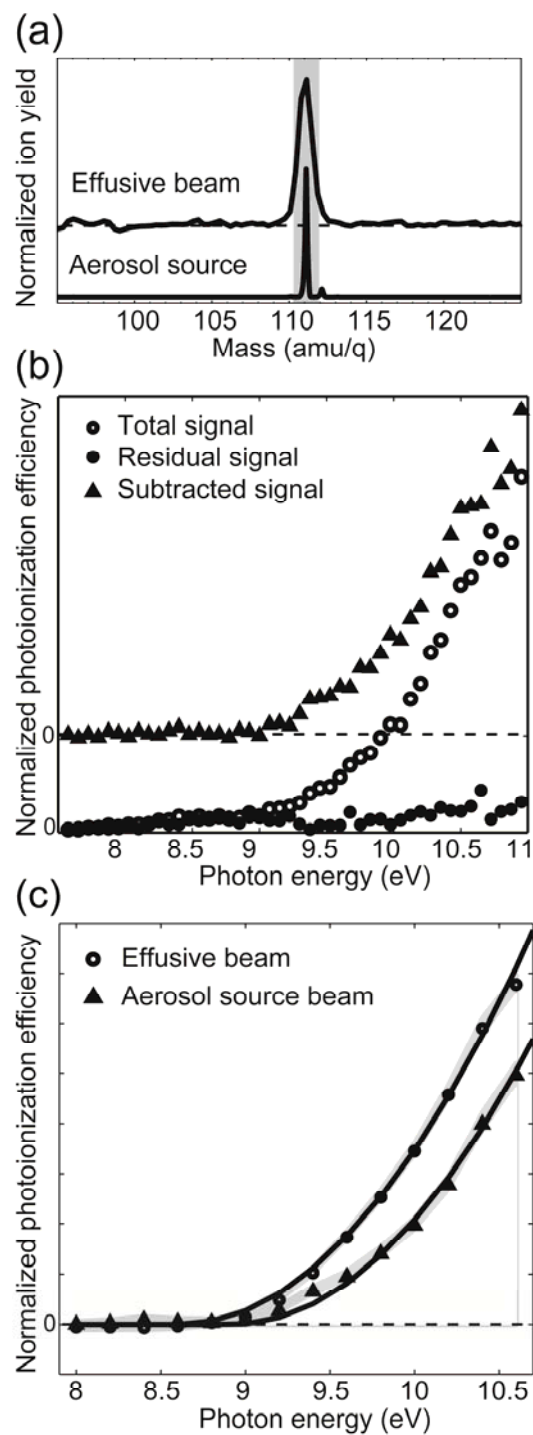 (a)
Normalized ion yield
Effusive beam
Aerosol source
100 105 110 115 120
Mass (amu/q)
(b)
Normalized photoionization efficiency
Total signal
Residual signal
Subtracted signal
0
0
8 8.5 9 9.5 10 10.5 11
Photon energy (eV)
(c)
Normalized photoionization efficiency
Effusive beam
Aerosol source beam
0
8 8.5 9 9.5 10 10.5
Photon energy (eV)